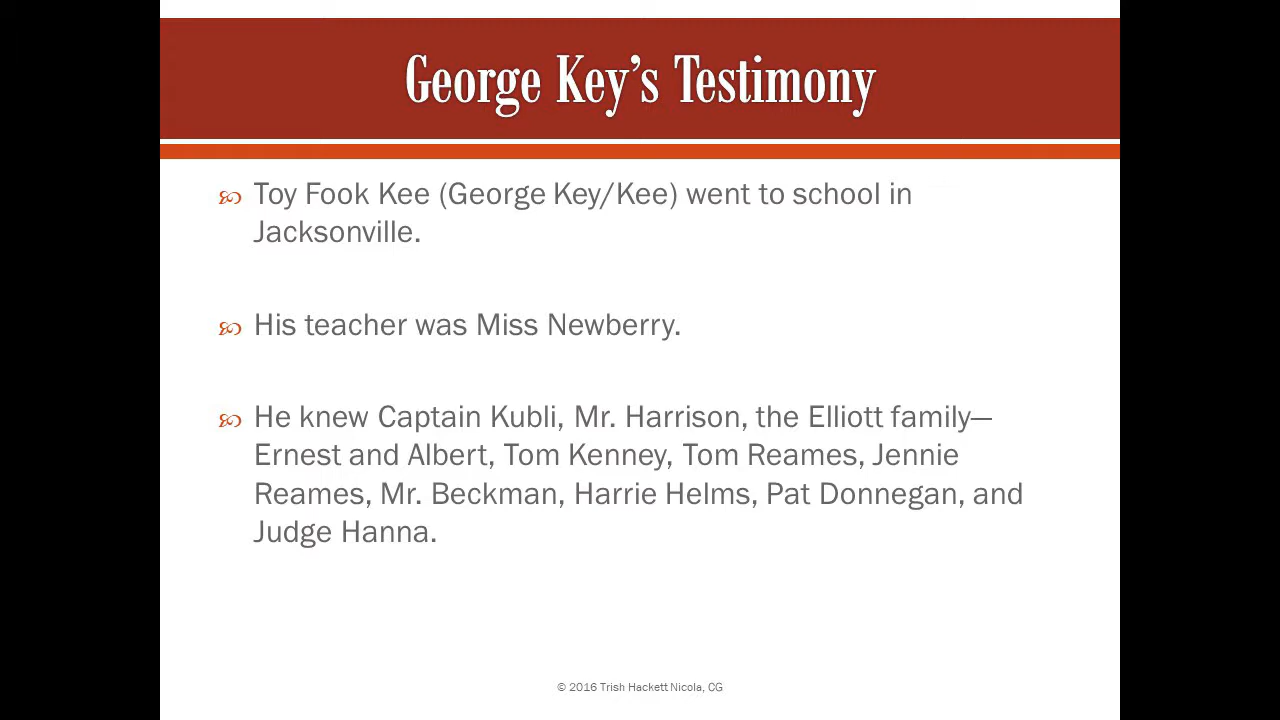 George Key's Testimony
Toy Fook Kee (George Key/Kee) went to school in
Jacksonville.
His teacher was Miss Newberry.
He knew Captain Kubli, Mr. Harrison, the Elliott family—
Ernest and Albert, Tom Kenney, Tom Reames, Jennie
Reames, Mr. Beckman, Harrie Helms, Pat Donnegan, and
Judge Hanna.
© 2016 Trish Hackett Nicola, CG